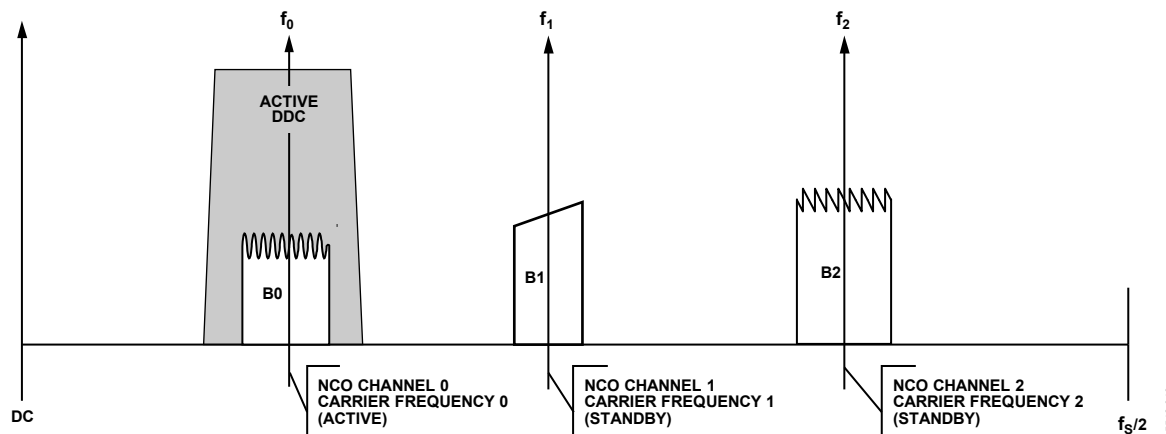 f0
f1
f2
ACTIVE
DDC
B0
B1
B2
DC
NCO CHANNEL 0
CARRIER FREQUENCY 0
(ACTIVE)
NCO CHANNEL 1
CARRIER FREQUENCY 1
(STANDBY)
NCO CHANNEL 2
CARRIER FREQUENCY 2
(STANDBY)
fS/2